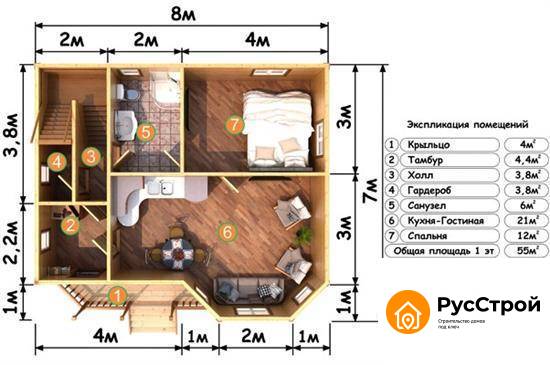 8м
2м 2м 4м
3,8м
2,2м
1м
3м
3м
1м
7м
4м 1м 2м 1м
1
2
3
4
5
6
7
Экспликация помещений
1 Крыльцо 4м²
2 Тамбур 4,4м²
3 Холл 3,8м²
4 Гардероб 3,8м²
5 Санузел 6м²
6 Кухня-Гостиная 21м²
7 Спальня 12м²
Общая площадь 1 эт 55м²
РусСтрой
Строительство домов
под ключ